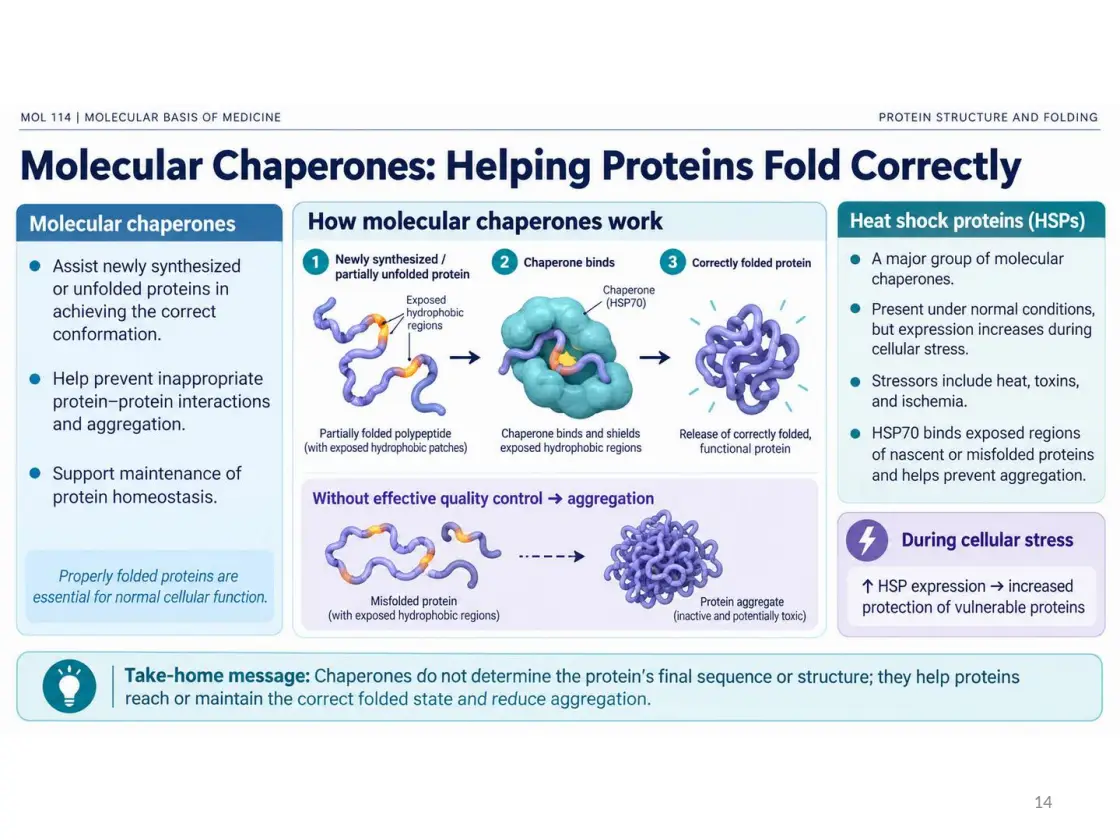 MOL 114 | MOLECULAR BASIS OF MEDICINE
PROTEIN STRUCTURE AND FOLDING
Molecular Chaperones: Helping Proteins Fold Correctly
Molecular chaperones
• Assist newly synthesized
or unfolded proteins in
achieving the correct
conformation.
• Help prevent inappropriate
protein–protein interactions
and aggregation.
• Support maintenance of
protein homeostasis.
Properly folded proteins are
essential for normal cellular function.
How molecular chaperones work
1 Newly synthesized /
partially unfolded protein
Exposed
hydrophobic
regions
Partially folded polypeptide
(with exposed hydrophobic patches)
2 Chaperone binds
Chaperone
(HSP70)
Chaperone binds and shields
exposed hydrophobic regions
3 Correctly folded protein
Release of correctly folded,
functional protein
Without effective quality control → aggregation
Misfolded protein
(with exposed hydrophobic regions)
Protein aggregate
(inactive and potentially toxic)
Heat shock proteins (HSPs)
• A major group of molecular
chaperones.
• Present under normal conditions,
but expression increases during
cellular stress.
• Stressors include heat, toxins,
and ischemia.
• HSP70 binds exposed regions
of nascent or misfolded proteins
and helps prevent aggregation.
During cellular stress
↑ HSP expression → increased
protection of vulnerable proteins
Take-home message: Chaperones do not determine the protein's final sequence or structure; they help proteins
reach or maintain the correct folded state and reduce aggregation.
14